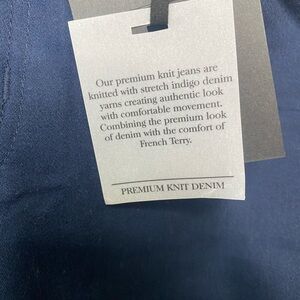 Our premium knit jeans are
knitted with stretch indigo denim
yarns creating authentic look
with comfortable movement.
Combining the premium look
of denim with the comfort of
French Terry.
PREMIUM KNIT DENIM